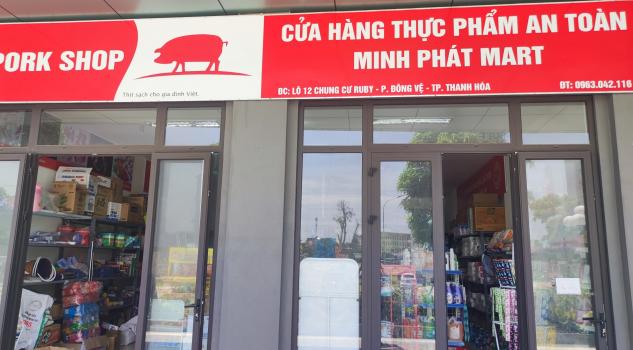 PORK SHOP
Thịt sạch cho gia đình Việt.
CỬA HÀNG THỰC PHẨM AN TOÀN
MINH PHÁT MART
ĐC: LÔ 12 CHUNG CƯ RUBY - P. ĐÔNG VỆ - TP. THANH HÓA
ĐT: 0963.042.116